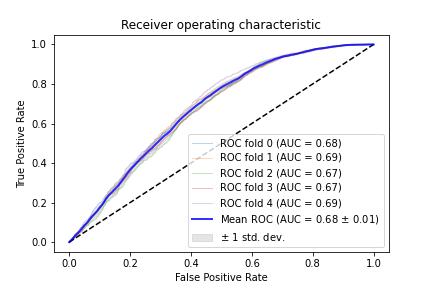 Receiver operating characteristic
True Positive Rate
1.0
0.8
0.6
0.4
0.2
0.0
ROC fold 0 (AUC = 0.68)
ROC fold 1 (AUC = 0.69)
ROC fold 2 (AUC = 0.67)
ROC fold 3 (AUC = 0.67)
ROC fold 4 (AUC = 0.69)
Mean ROC (AUC = 0.68 ± 0.01)
± 1 std. dev.
0.0 0.2 0.4 0.6 0.8 1.0
False Positive Rate